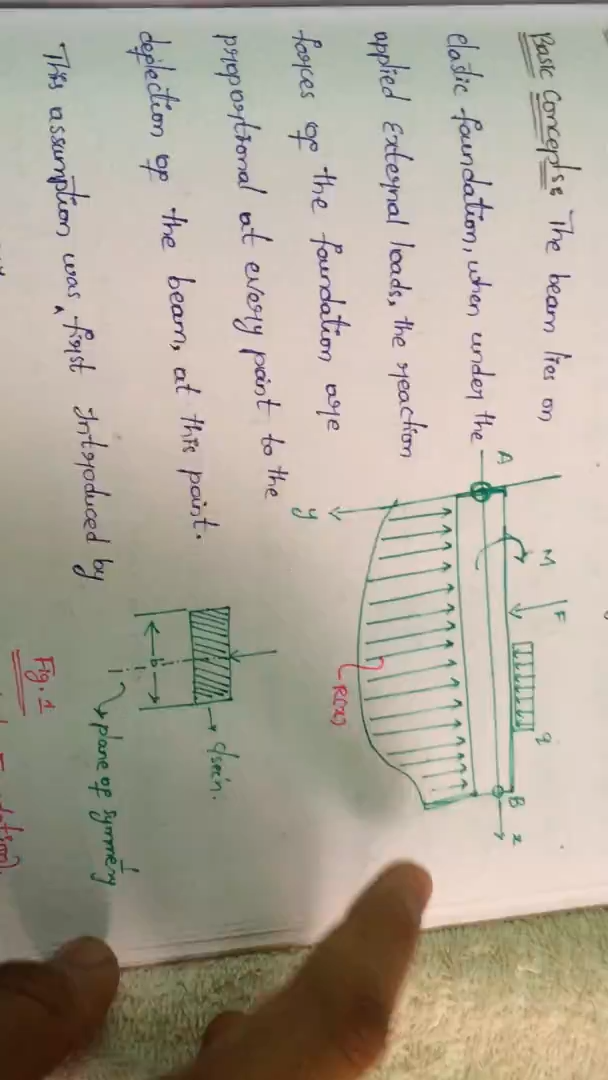 Basic Concepts: The beam lies on
elastic foundation, when under the
applied External loads, the reaction
forces of the foundation are
proportional at every point to the
deflection of the beam, at this point.
This assumption was first Introduced by
A
M
F
q
B
x
y
R(x)
b
c/secn.
plane of symmetry
Fig. 1